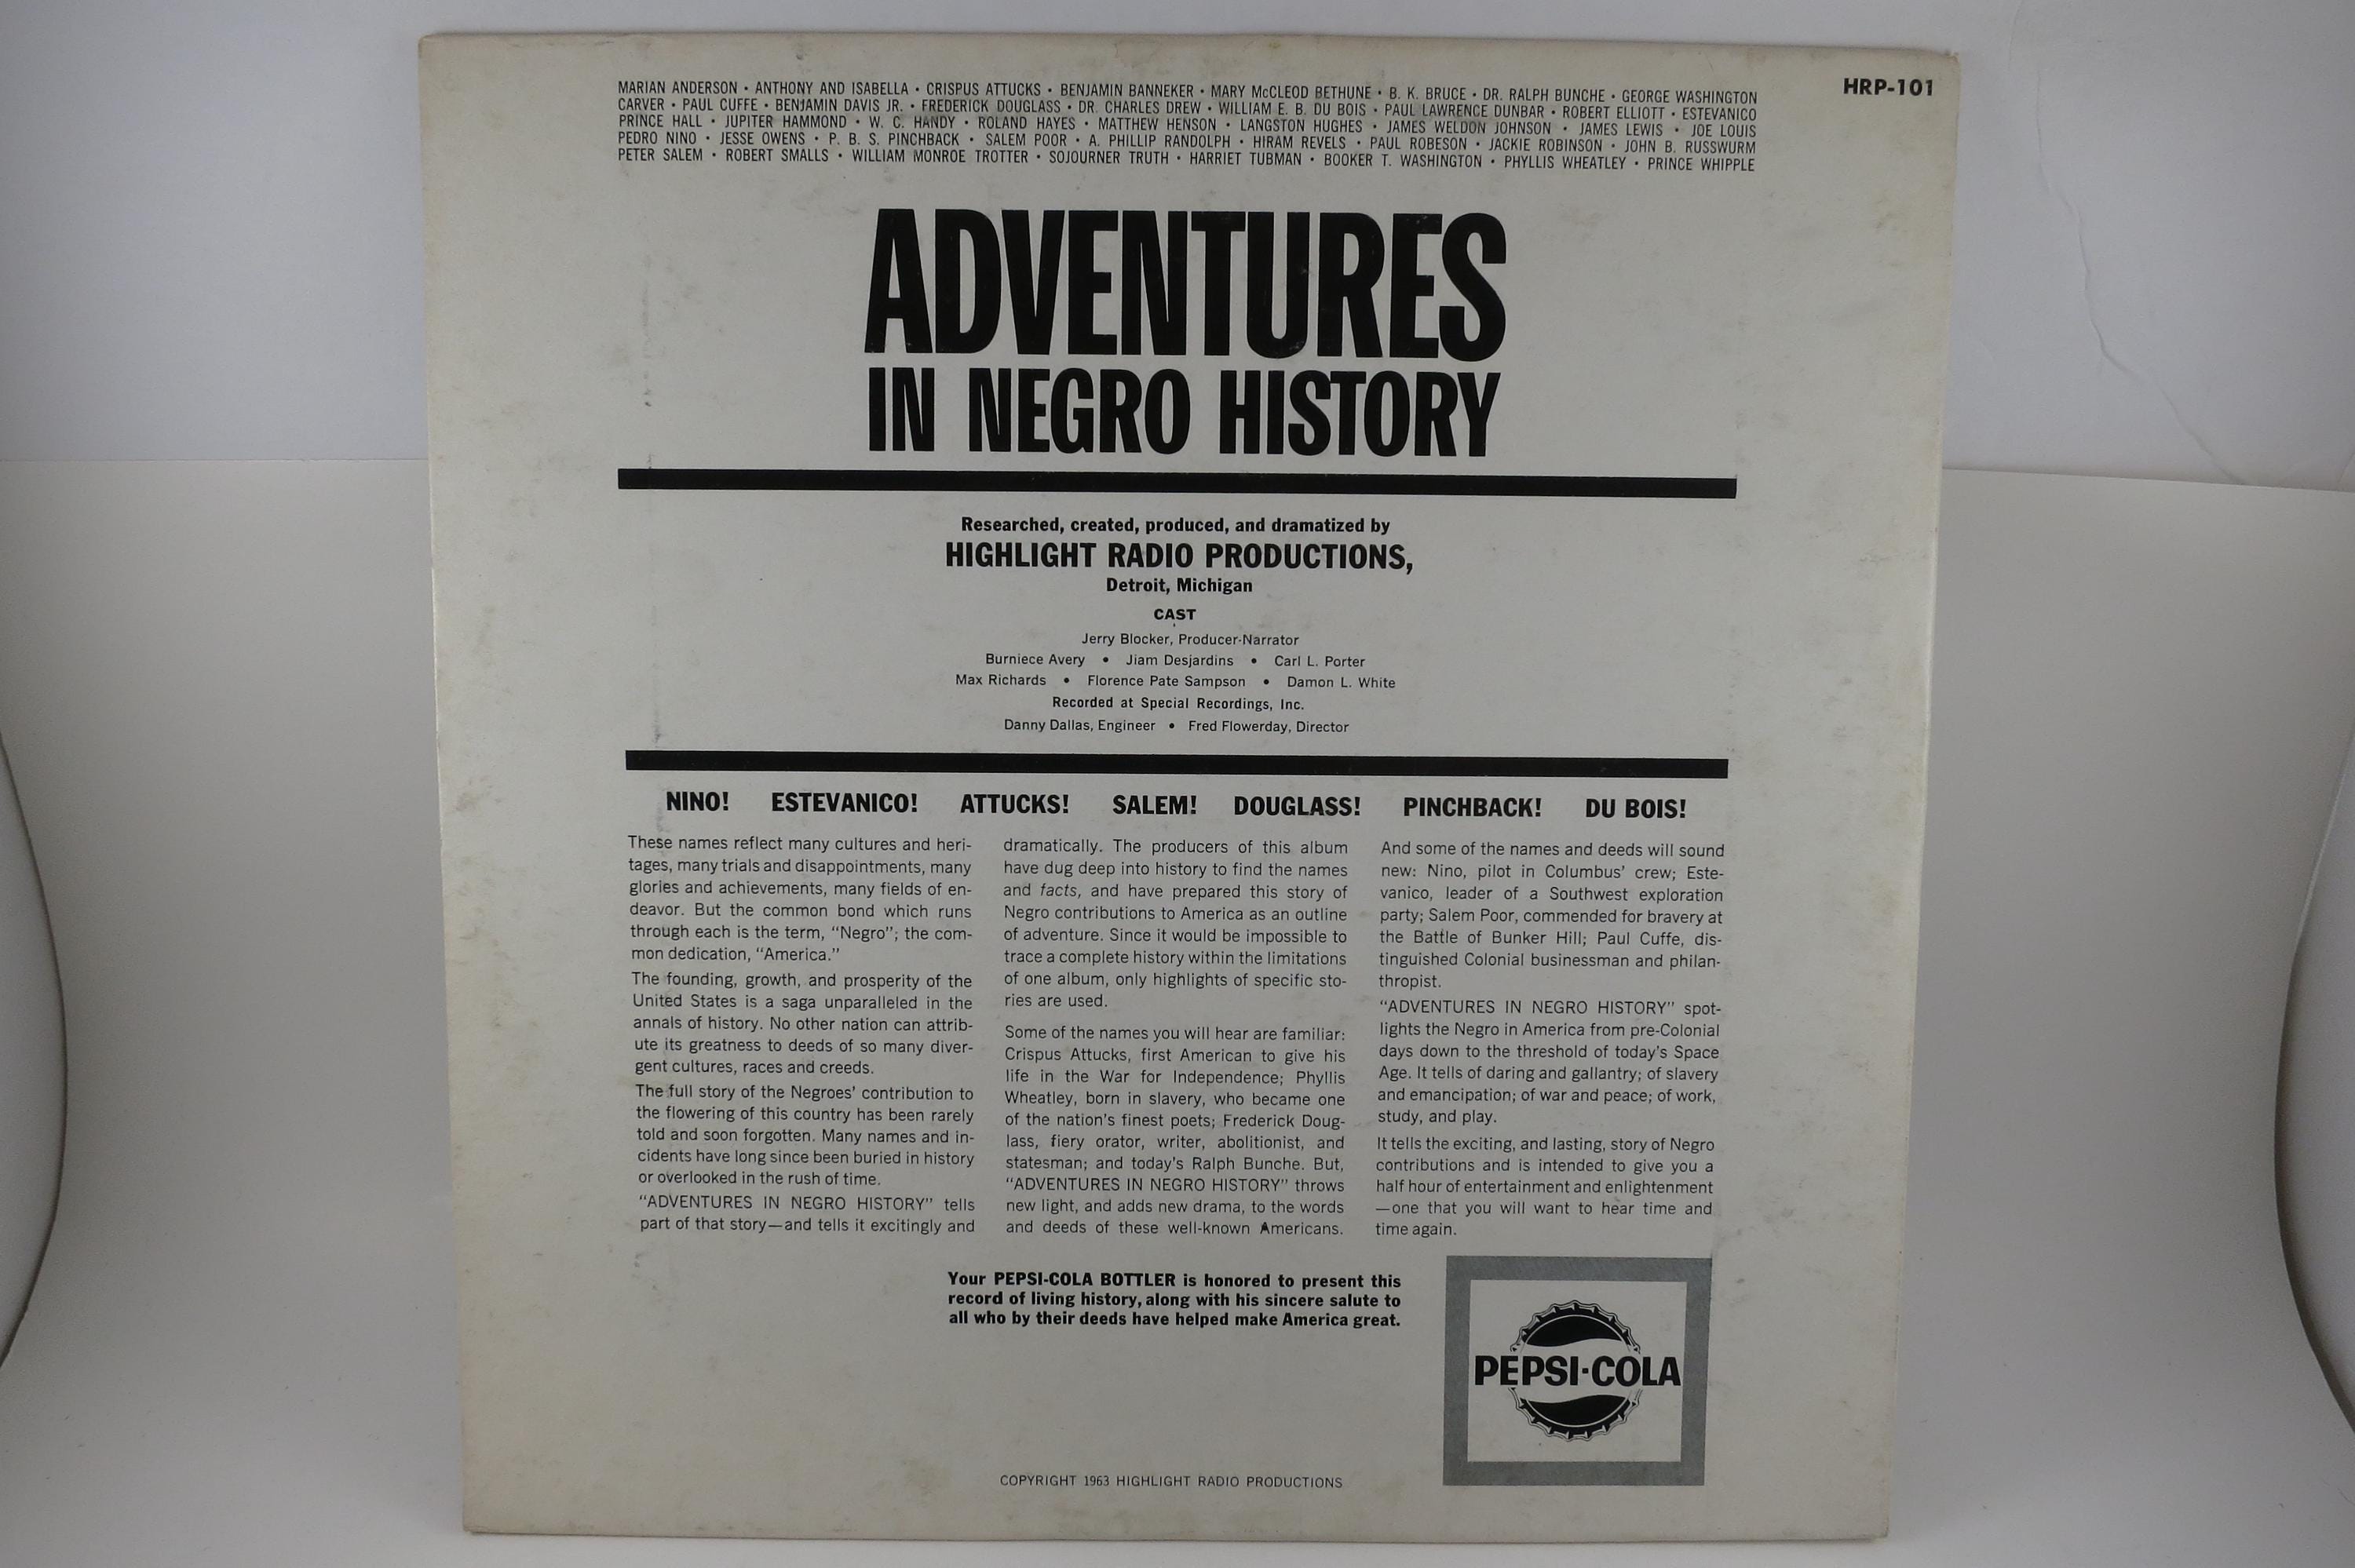 HRP-101
MARIAN ANDERSON • ANTHONY AND ISABELLA • CRISPUS ATTUCKS • BENJAMIN BANNEKER • MARY McCLEOD BETHUNE • B. K. BRUCE • DR. RALPH BUNCHE • GEORGE WASHINGTON
CARVER • PAUL CUFFE • BENJAMIN DAVIS JR. • FREDERICK DOUGLASS • DR. CHARLES DREW • WILLIAM E. B. DU BOIS • PAUL LAWRENCE DUNBAR • ROBERT ELLIOTT • ESTEVANICO
PRINCE HALL • JUPITER HAMMOND • W. C. HANDY • ROLAND HAYES • MATTHEW HENSON • LANGSTON HUGHES • JAMES WELDON JOHNSON • JAMES LEWIS • JOE LOUIS
PEDRO NINO • JESSE OWENS • P. B. S. PINCHBACK • SALEM POOR • A. PHILLIP RANDOLPH • HIRAM REVELS • PAUL ROBESON • JACKIE ROBINSON • JOHN B. RUSSWURM
PETER SALEM • ROBERT SMALLS • WILLIAM MONROE TROTTER • SOJOURNER TRUTH • HARRIET TUBMAN • BOOKER T. WASHINGTON • PHYLLIS WHEATLEY • PRINCE WHIPPLE
ADVENTURES
IN NEGRO HISTORY
Researched, created, produced, and dramatized by
HIGHLIGHT RADIO PRODUCTIONS,
Detroit, Michigan
CAST
Jerry Blocker, Producer-Narrator
Burniece Avery • Jiam Desjardins • Carl L. Porter
Max Richards • Florence Pate Sampson • Damon L. White
Recorded at Special Recordings, Inc.
Danny Dallas, Engineer • Fred Flowerday, Director
NINO! ESTEVANICO! ATTUCKS! SALEM! DOUGLASS! PINCHBACK! DU BOIS!
These names reflect many cultures and heri-
tages, many trials and disappointments, many
glories and achievements, many fields of en-
deavor. But the common bond which runs
through each is the term, "Negro"; the com-
mon dedication, "America."
The founding, growth, and prosperity of the
United States is a saga unparalleled in the
annals of history. No other nation can attrib-
ute its greatness to deeds of so many diver-
gent cultures, races and creeds.
The full story of the Negroes' contribution to
the flowering of this country has been rarely
told and soon forgotten. Many names and in-
cidents have long since been buried in history
or overlooked in the rush of time.
"ADVENTURES IN NEGRO HISTORY" tells
part of that story—and tells it excitingly and
dramatically. The producers of this album
have dug deep into history to find the names
and facts, and have prepared this story of
Negro contributions to America as an outline
of adventure. Since it would be impossible to
trace a complete history within the limitations
of one album, only highlights of specific sto-
ries are used.
Some of the names you will hear are familiar:
Crispus Attucks, first American to give his
life in the War for Independence; Phyllis
Wheatley, born in slavery, who became one
of the nation's finest poets; Frederick Doug-
lass, fiery orator, writer, abolitionist, and
statesman; and today's Ralph Bunche. But,
"ADVENTURES IN NEGRO HISTORY" throws
new light, and adds new drama, to the words
and deeds of these well-known Americans.
And some of the names and deeds will sound
new: Nino, pilot in Columbus' crew; Este-
vanico, leader of a Southwest exploration
party; Salem Poor, commended for bravery at
the Battle of Bunker Hill; Paul Cuffe, dis-
tinguished Colonial businessman and philan-
thropist.
"ADVENTURES IN NEGRO HISTORY" spot-
lights the Negro in America from pre-Colonial
days down to the threshold of today's Space
Age. It tells of daring and gallantry; of slavery
and emancipation; of war and peace; of work,
study, and play.
It tells the exciting, and lasting, story of Negro
contributions and is intended to give you a
half hour of entertainment and enlightenment
—one that you will want to hear time and
time again.
Your PEPSI-COLA BOTTLER is honored to present this
record of living history, along with his sincere salute to
all who by their deeds have helped make America great.
PEPSI-COLA
COPYRIGHT 1963 HIGHLIGHT RADIO PRODUCTIONS